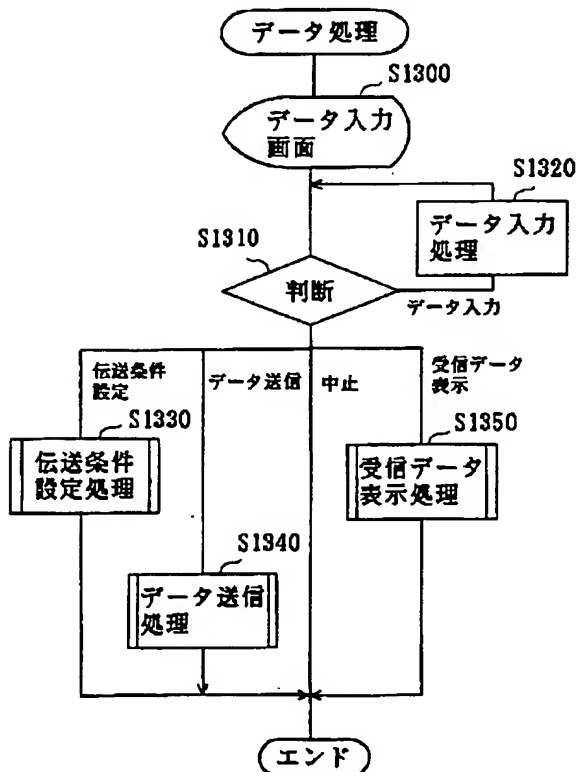 データ処理
S1300
データ入力
画面
S1320
データ入力
処理
S1310
判断
データ入力
伝送条件
設定
データ送信
中止
受信データ
表示
S1330
伝送条件
設定処理
S1350
受信データ
表示処理
S1340
データ送信
処理
エンド